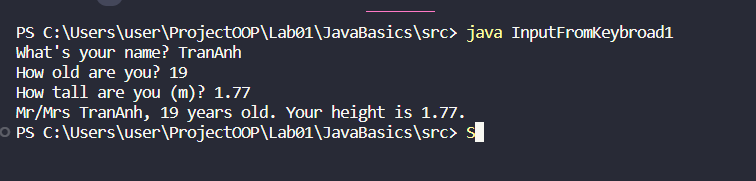 PS C:\Users\user\ProjectOOP\Lab01\JavaBasics\src> java InputFromKeybroad1
What's your name? TranAnh
How old are you? 19
How tall are you (m)? 1.77
Mr/Mrs TranAnh, 19 years old. Your height is 1.77.
PS C:\Users\user\ProjectOOP\Lab01\JavaBasics\src> S